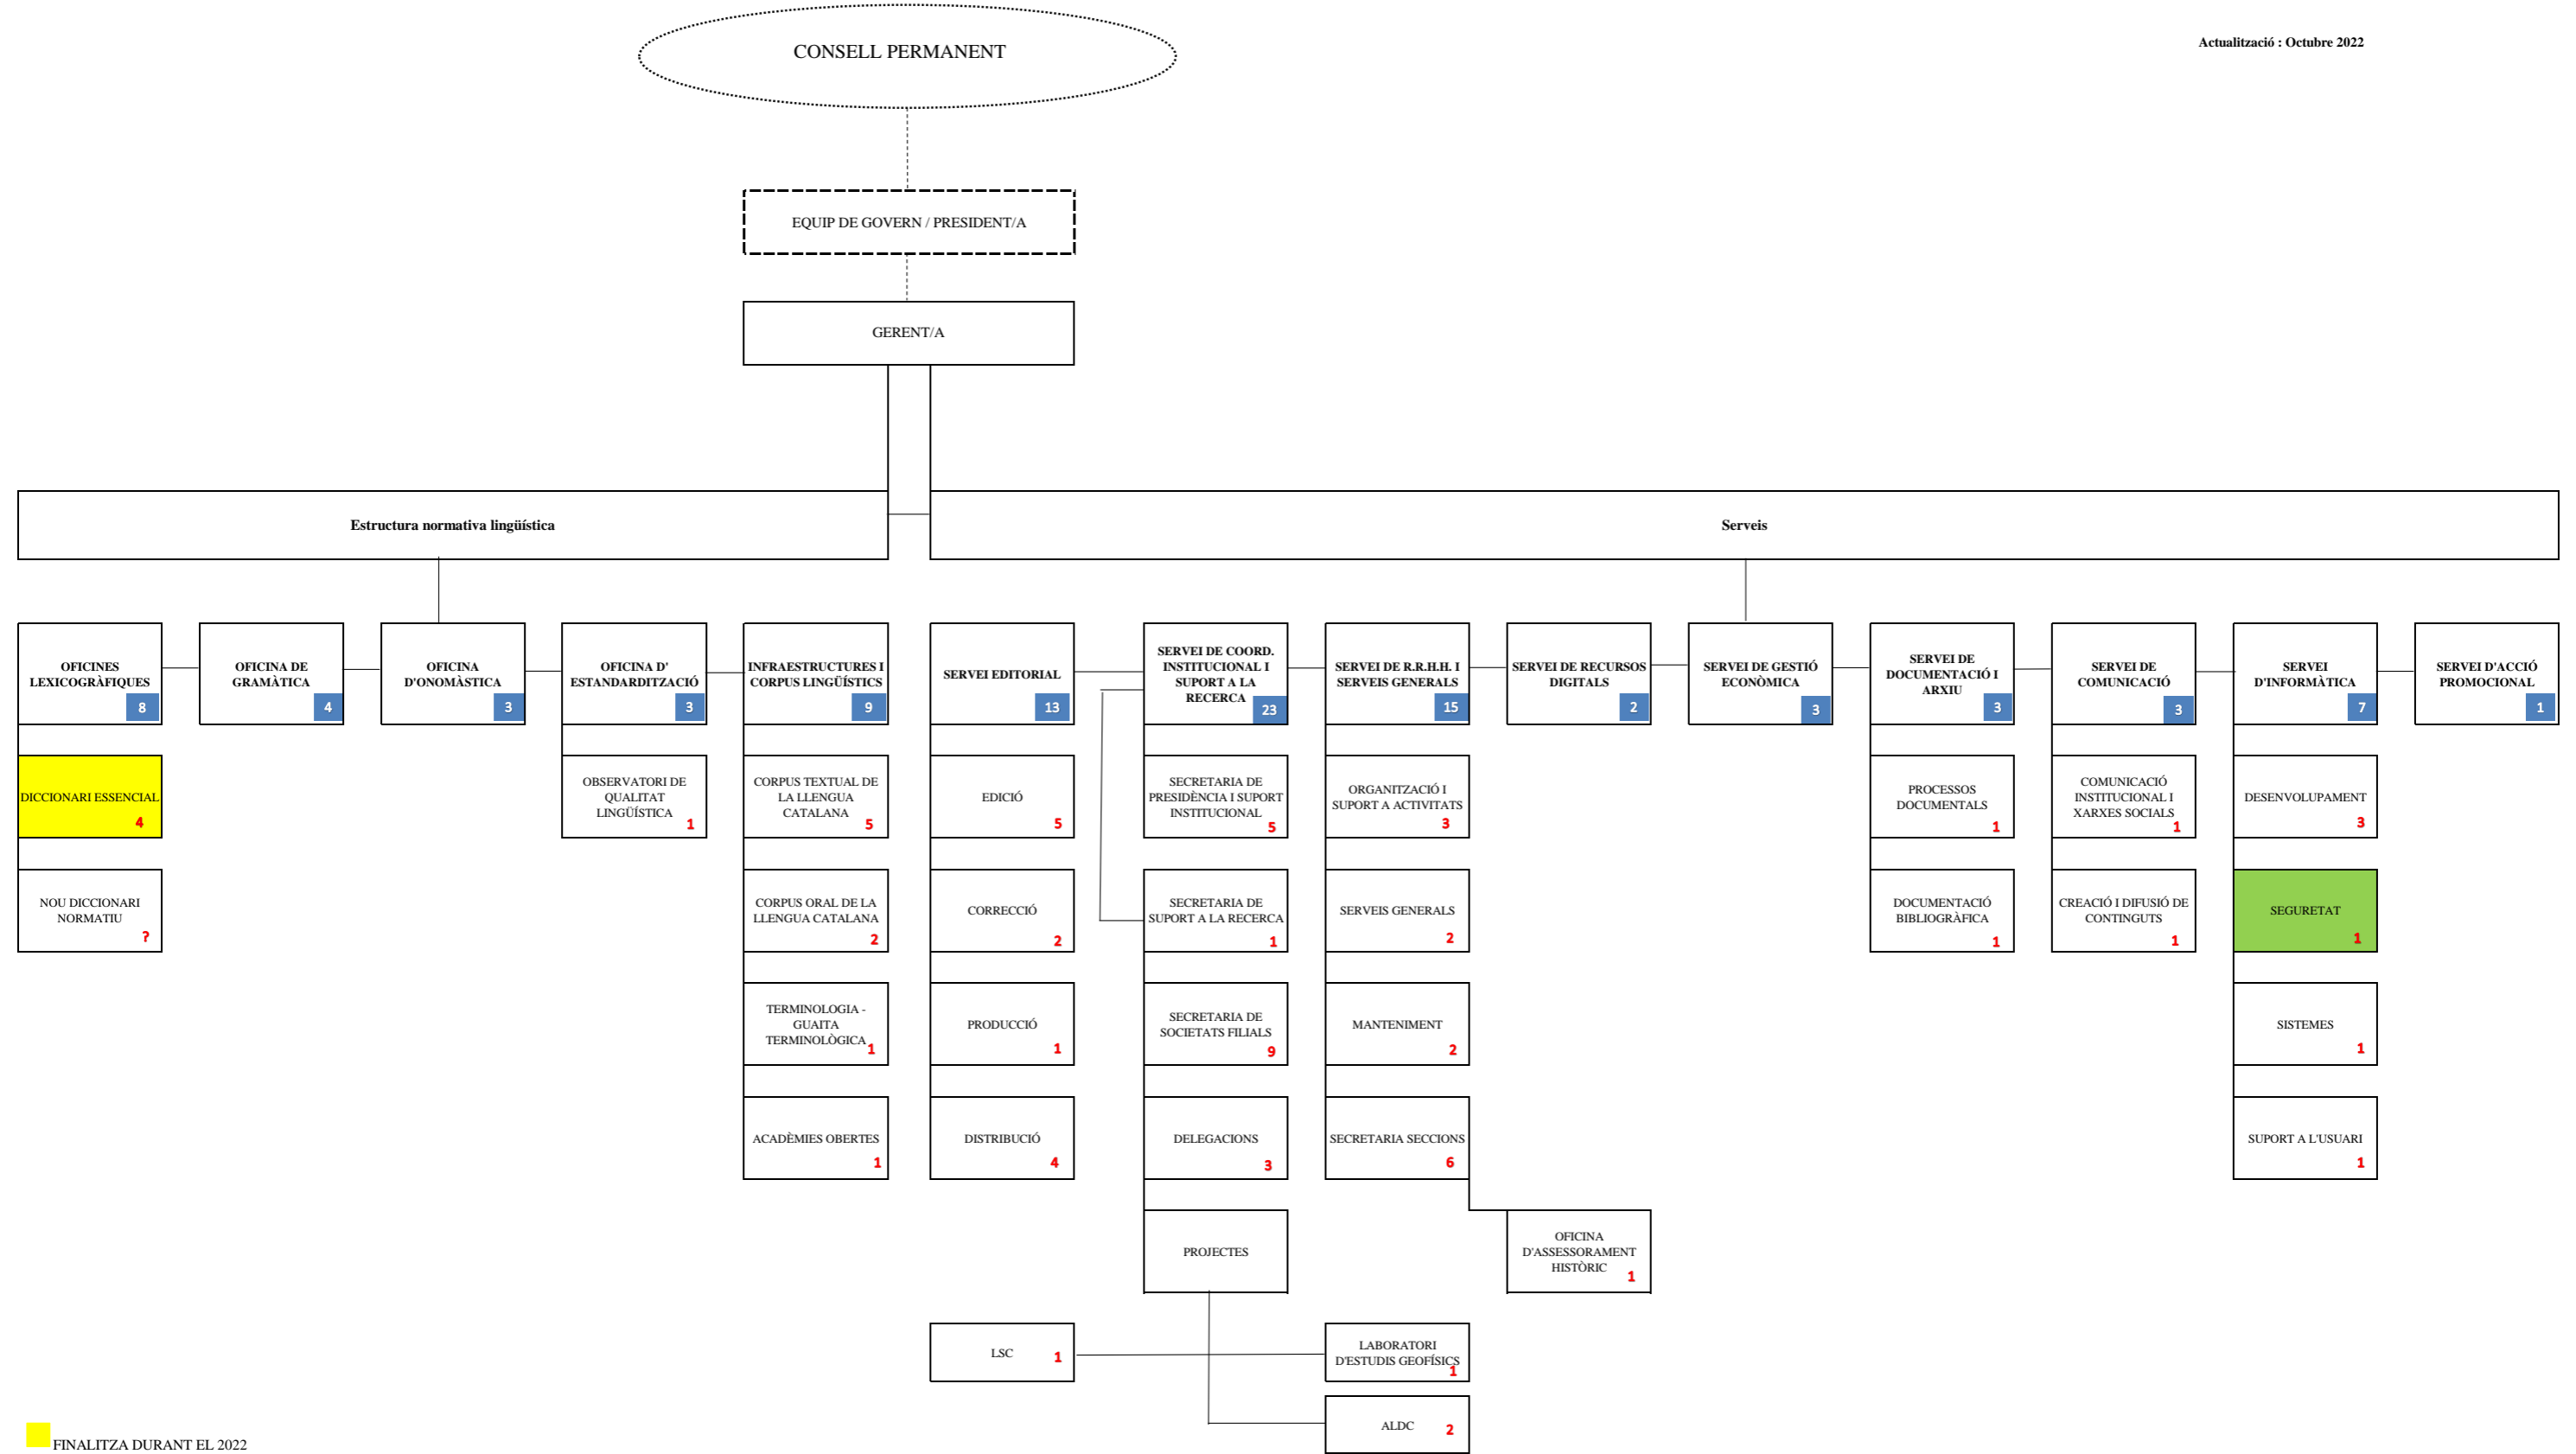 CONSELL PERMANENT
Actualització : Octubre 2022
EQUIP DE GOVERN / PRESIDENT/A
GERENT/A
Estructura normativa lingüística
Serveis
OFICINES
LEXICOGRÀFIQUES
8
OFICINA DE
GRAMÀTICA
4
OFICINA
D'ONOMÀSTICA
3
OFICINA D'
ESTANDARDITZACIÓ
3
INFRAESTRUCTURES I
CORPUS LINGÜÍSTICS
9
SERVEI EDITORIAL
13
SERVEI DE COORD.
INSTITUCIONAL I
SUPORT A LA
RECERCA
23
SERVEI DE R.R.H.H. I
SERVEIS GENERALS
15
SERVEI DE RECURSOS
DIGITALS
2
SERVEI DE GESTIÓ
ECONÒMICA
3
SERVEI DE
DOCUMENTACIÓ I
ARXIU
3
SERVEI DE
COMUNICACIÓ
3
SERVEI
D'INFORMÀTICA
7
SERVEI D'ACCIÓ
PROMOCIONAL
1
DICCIONARI ESSENCIAL
4
OBSERVATORI DE
QUALITAT
LINGÜÍSTICA
1
CORPUS TEXTUAL DE
LA LLENGUA
CATALANA
5
EDICIÓ
5
SECRETARIA DE
PRESIDÈNCIA I SUPORT
INSTITUCIONAL
5
ORGANITZACIÓ I
SUPORT A ACTIVITATS
3
PROCESSOS
DOCUMENTALS
1
COMUNICACIÓ
INSTITUCIONAL I
XARXES SOCIALS
1
DESENVOLUPAMENT
3
NOU DICCIONARI
NORMATIU
?
CORPUS ORAL DE LA
LLENGUA CATALANA
2
CORRECCIÓ
2
SECRETARIA DE
SUPORT A LA RECERCA
1
SERVEIS GENERALS
2
DOCUMENTACIÓ
BIBLIOGRÀFICA
1
CREACIÓ I DIFUSIÓ DE
CONTINGUTS
1
SEGURETAT
1
TERMINOLOGIA -
GUAITA
TERMINOLÒGICA
1
PRODUCCIÓ
1
SECRETARIA DE
SOCIETATS FILIALS
9
MANTENIMENT
2
SISTEMES
1
ACADÈMIES OBERTES
1
DISTRIBUCIÓ
4
DELEGACIONS
3
SECRETARIA SECCIONS
6
SUPORT A L'USUARI
1
PROJECTES
OFICINA
D'ASSESSORAMENT
HISTÒRIC
1
LSC
1
LABORATORI
D'ESTUDIS GEOFÍSICS
1
ALDC
2
FINALITZA DURANT EL 2022